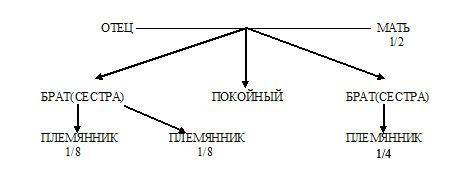 ОТЕЦ МАТЬ
1/2
БРАТ(СЕСТРА) ПОКОЙНЫЙ БРАТ(СЕСТРА)
ПЛЕМЯННИК ПЛЕМЯННИК ПЛЕМЯННИК
1/8 1/8 1/4